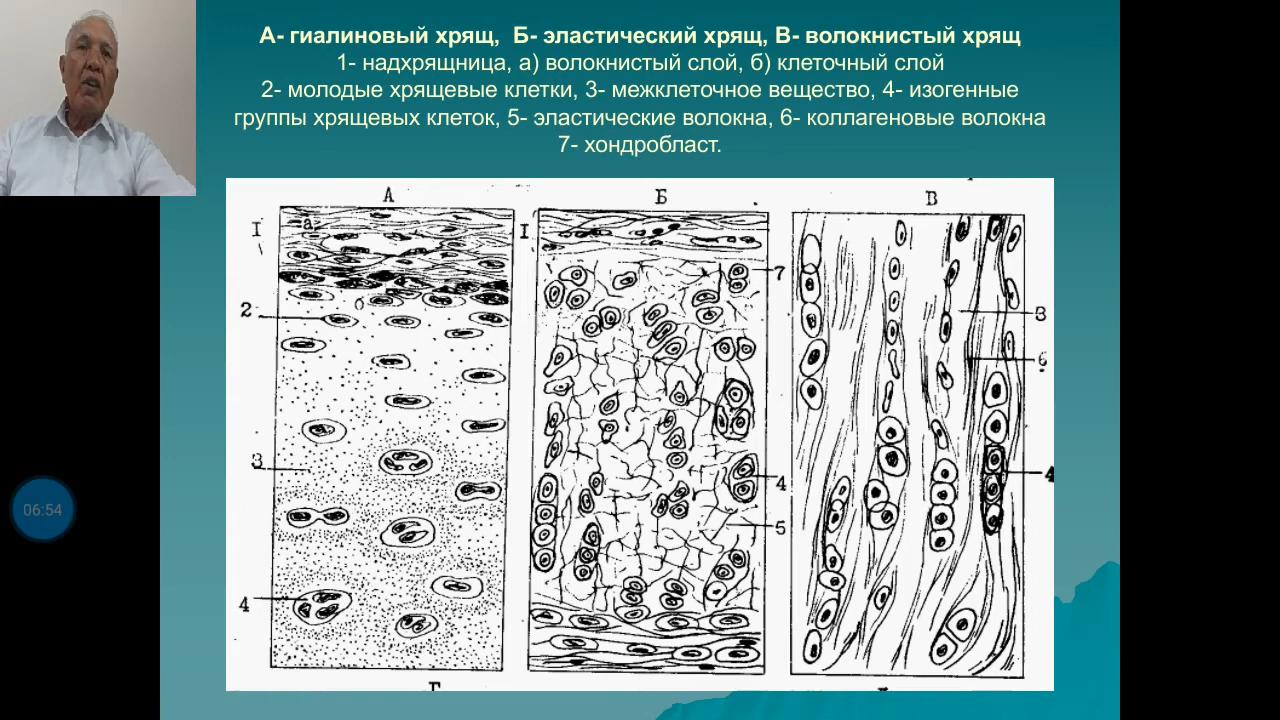 А- гиалиновый хрящ, Б- эластический хрящ, В- волокнистый хрящ
1- надхрящница, а) волокнистый слой, б) клеточный слой
2- молодые хрящевые клетки, 3- межклеточное вещество, 4- изогенные
группы хрящевых клеток, 5- эластические волокна, 6- коллагеновые волокна
7- хондробласт.
А
Б
В
I
а
б
2
3
4
I
7
4
5
3
6
4
06:54